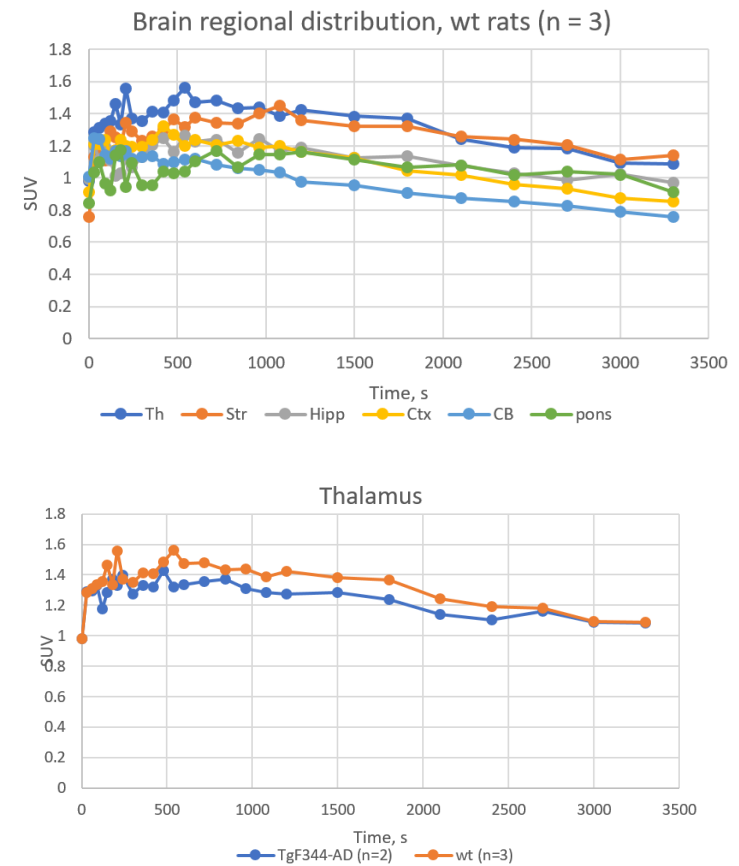 Brain regional distribution, wt rats (n = 3)
1.8
1.6
1.4
1.2
1
0.8
0.6
0.4
0.2
0
SUV
0 500 1000 1500 2000 2500 3000 3500
Time, s
Th Str Hipp Ctx CB pons
Thalamus
1.8
1.6
1.4
1.2
1
0.8
0.6
0.4
0.2
0
SUV
0 500 1000 1500 2000 2500 3000 3500
Time, s
TgF344-AD (n=2) wt (n=3)